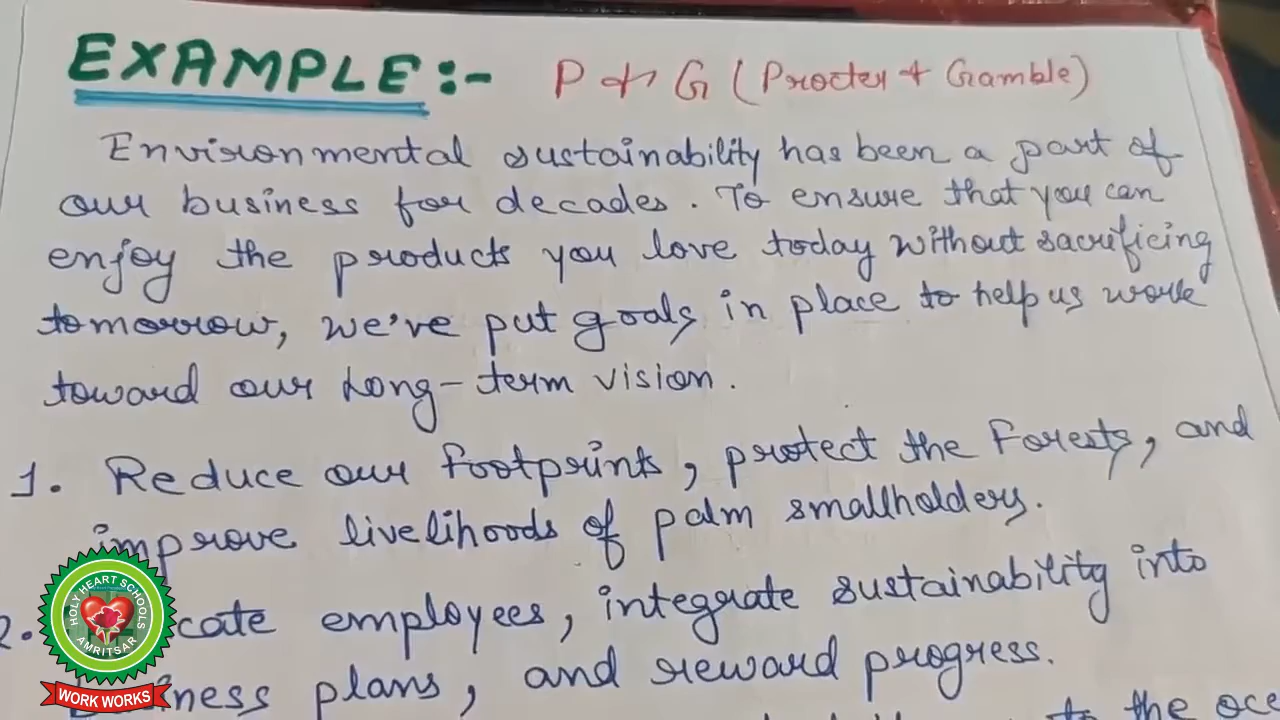 EXAMPLE:- P & G (Procter & Gamble)
Environmental sustainability has been a part of
our business for decades. To ensure that you can
enjoy the products you love today without sacrificing
tomorrow, we've put goals in place to help us work
toward our Long-term vision.
1. Reduce our footprints, protect the Forests, and
improve livelihoods of palm smallholders.
2. cate employees, integrate sustainability into
iness plans, and reward progress.
to the oce
HOLY HEART SCHOOLS
AMRITSAR
WORK WORKS